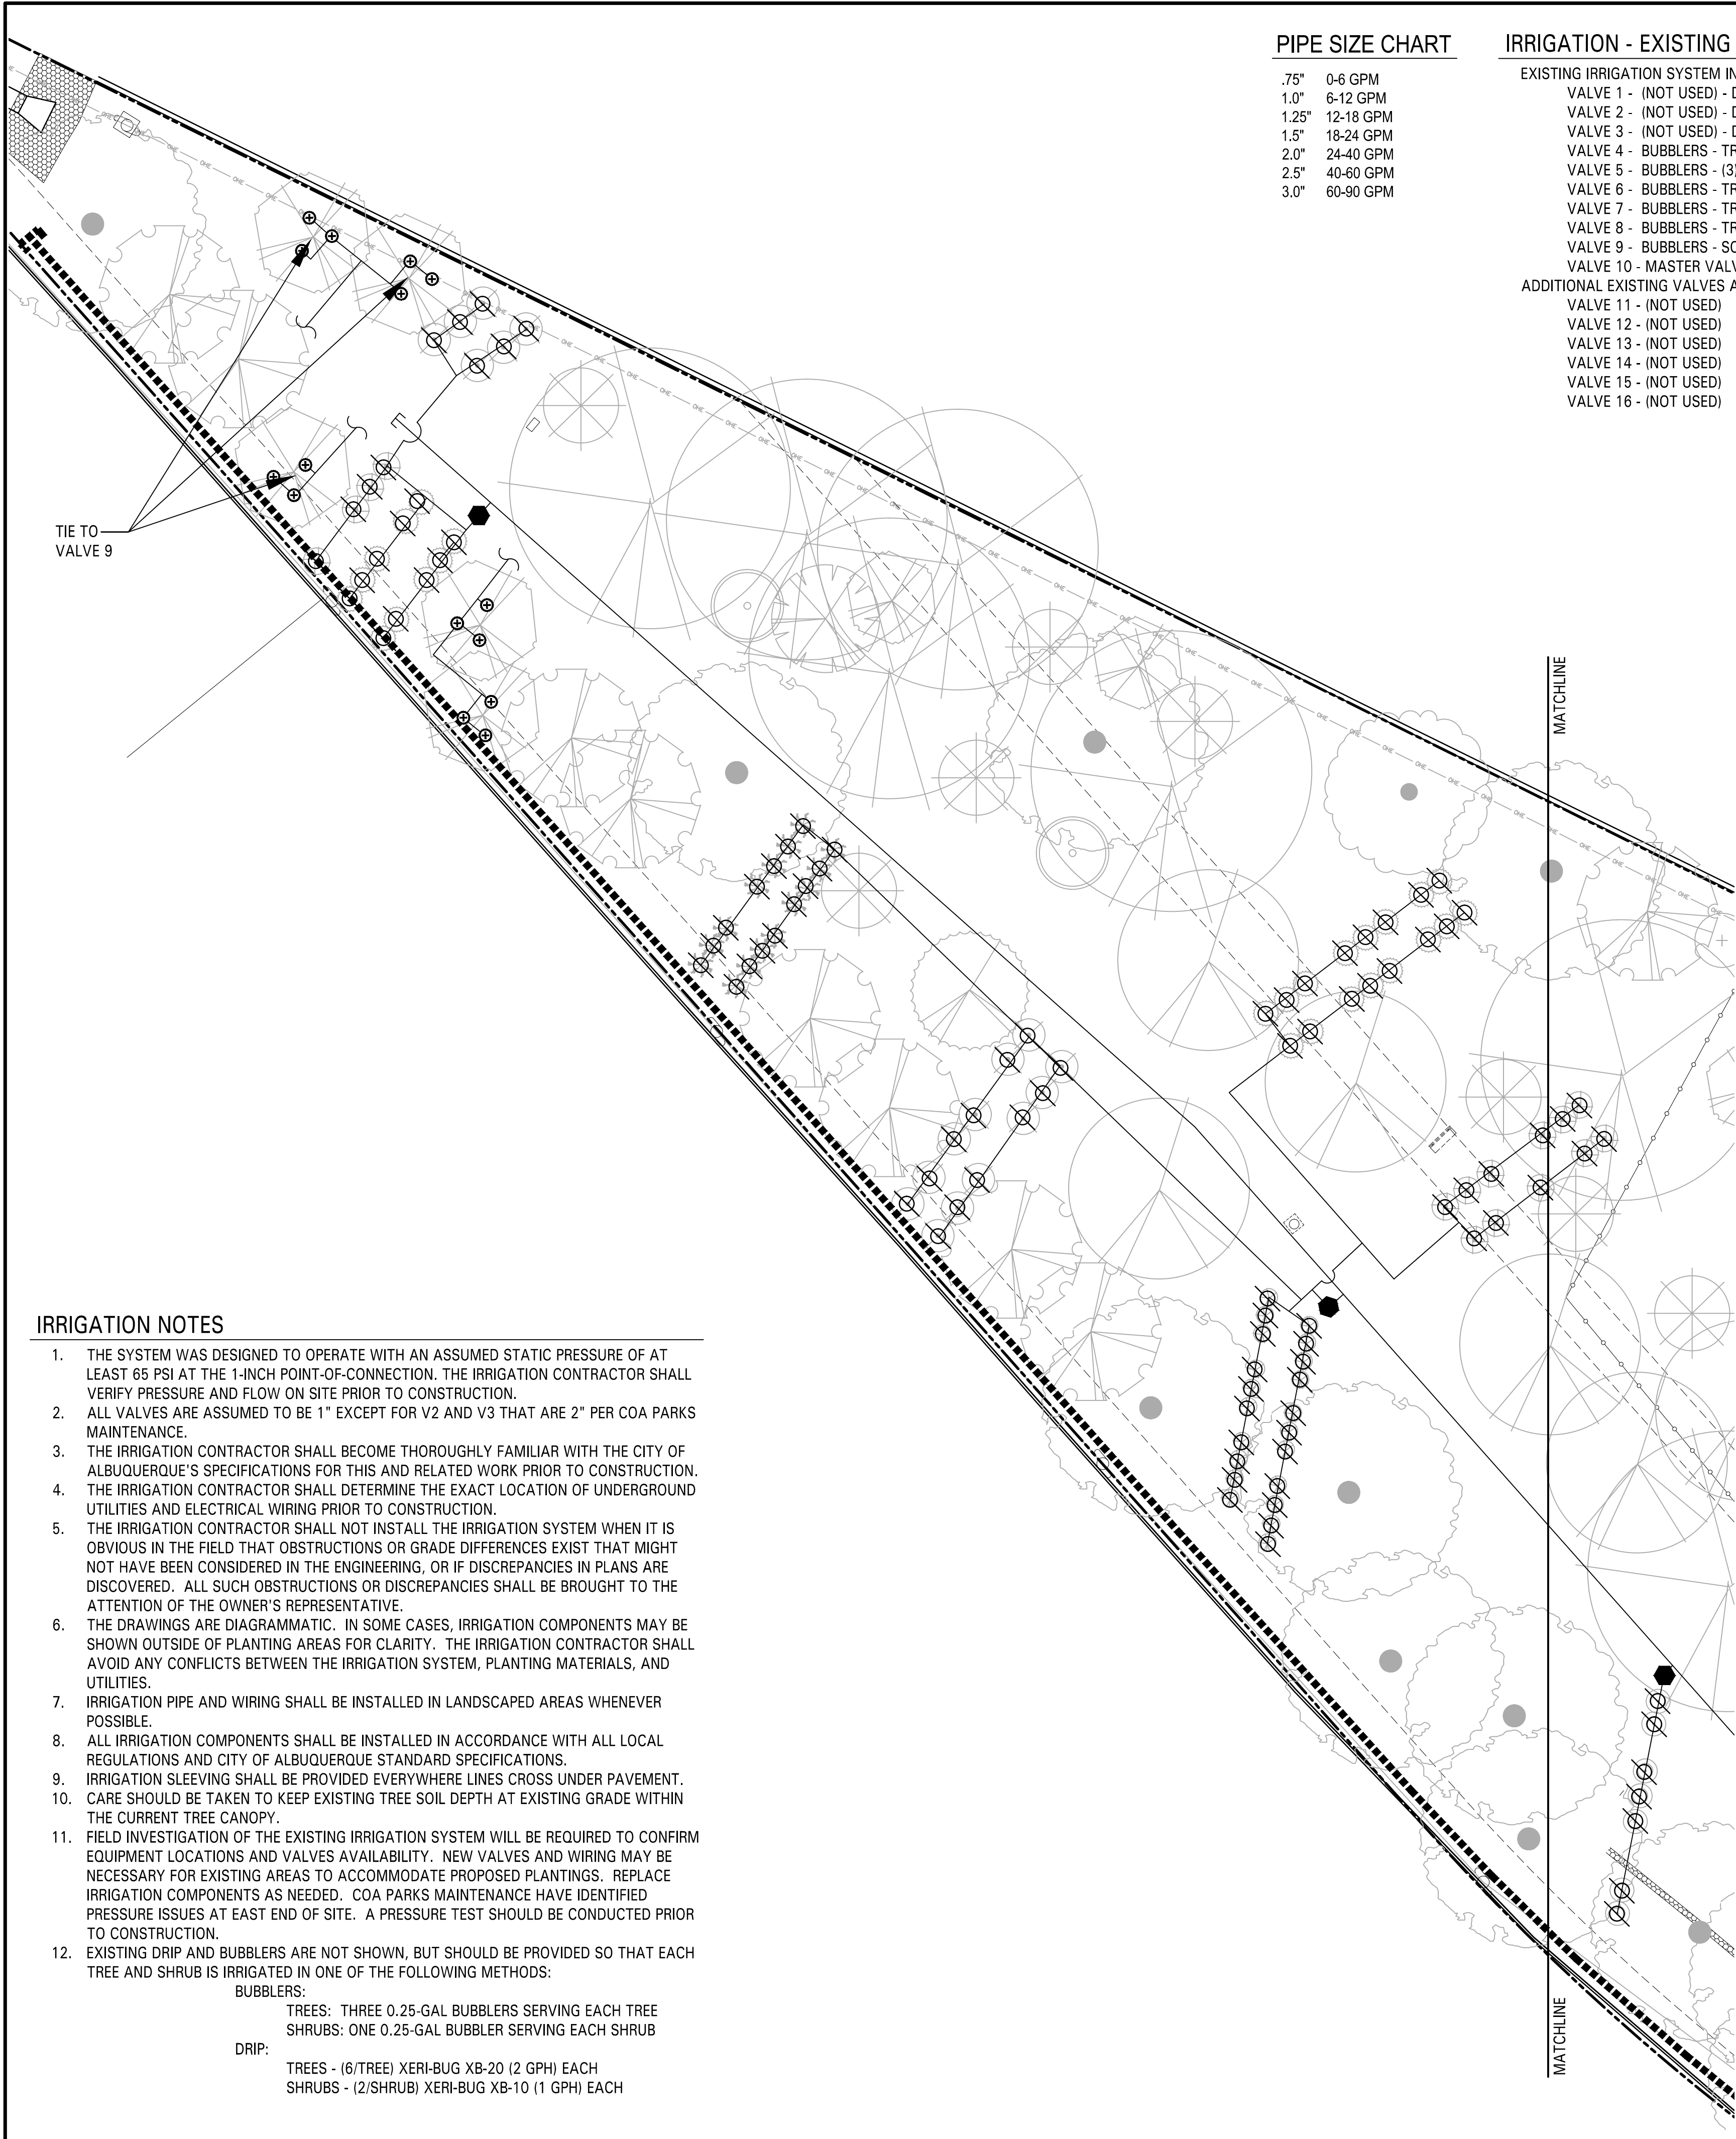 PIPE SIZE CHART
.75" 0-6 GPM
1.0" 6-12 GPM
1.25" 12-18 GPM
1.5" 18-24 GPM
2.0" 24-40 GPM
2.5" 40-60 GPM
3.0" 60-90 GPM
IRRIGATION - EXISTING
EXISTING IRRIGATION SYSTEM IN
VALVE 1 - (NOT USED) - D
VALVE 2 - (NOT USED) - D
VALVE 3 - (NOT USED) - D
VALVE 4 - BUBBLERS - TR
VALVE 5 - BUBBLERS - (3)
VALVE 6 - BUBBLERS - TR
VALVE 7 - BUBBLERS - TR
VALVE 8 - BUBBLERS - TR
VALVE 9 - BUBBLERS - SO
VALVE 10 - MASTER VALV
ADDITIONAL EXISTING VALVES A
VALVE 11 - (NOT USED)
VALVE 12 - (NOT USED)
VALVE 13 - (NOT USED)
VALVE 14 - (NOT USED)
VALVE 15 - (NOT USED)
VALVE 16 - (NOT USED)
TIE TO
VALVE 9
MATCHLINE
MATCHLINE
IRRIGATION NOTES
1. THE SYSTEM WAS DESIGNED TO OPERATE WITH AN ASSUMED STATIC PRESSURE OF AT
LEAST 65 PSI AT THE 1-INCH POINT-OF-CONNECTION. THE IRRIGATION CONTRACTOR SHALL
VERIFY PRESSURE AND FLOW ON SITE PRIOR TO CONSTRUCTION.
2. ALL VALVES ARE ASSUMED TO BE 1" EXCEPT FOR V2 AND V3 THAT ARE 2" PER COA PARKS
MAINTENANCE.
3. THE IRRIGATION CONTRACTOR SHALL BECOME THOROUGHLY FAMILIAR WITH THE CITY OF
ALBUQUERQUE'S SPECIFICATIONS FOR THIS AND RELATED WORK PRIOR TO CONSTRUCTION.
4. THE IRRIGATION CONTRACTOR SHALL DETERMINE THE EXACT LOCATION OF UNDERGROUND
UTILITIES AND ELECTRICAL WIRING PRIOR TO CONSTRUCTION.
5. THE IRRIGATION CONTRACTOR SHALL NOT INSTALL THE IRRIGATION SYSTEM WHEN IT IS
OBVIOUS IN THE FIELD THAT OBSTRUCTIONS OR GRADE DIFFERENCES EXIST THAT MIGHT
NOT HAVE BEEN CONSIDERED IN THE ENGINEERING, OR IF DISCREPANCIES IN PLANS ARE
DISCOVERED. ALL SUCH OBSTRUCTIONS OR DISCREPANCIES SHALL BE BROUGHT TO THE
ATTENTION OF THE OWNER'S REPRESENTATIVE.
6. THE DRAWINGS ARE DIAGRAMMATIC. IN SOME CASES, IRRIGATION COMPONENTS MAY BE
SHOWN OUTSIDE OF PLANTING AREAS FOR CLARITY. THE IRRIGATION CONTRACTOR SHALL
AVOID ANY CONFLICTS BETWEEN THE IRRIGATION SYSTEM, PLANTING MATERIALS, AND
UTILITIES.
7. IRRIGATION PIPE AND WIRING SHALL BE INSTALLED IN LANDSCAPED AREAS WHENEVER
POSSIBLE.
8. ALL IRRIGATION COMPONENTS SHALL BE INSTALLED IN ACCORDANCE WITH ALL LOCAL
REGULATIONS AND CITY OF ALBUQUERQUE STANDARD SPECIFICATIONS.
9. IRRIGATION SLEEVING SHALL BE PROVIDED EVERYWHERE LINES CROSS UNDER PAVEMENT.
10. CARE SHOULD BE TAKEN TO KEEP EXISTING TREE SOIL DEPTH AT EXISTING GRADE WITHIN
THE CURRENT TREE CANOPY.
11. FIELD INVESTIGATION OF THE EXISTING IRRIGATION SYSTEM WILL BE REQUIRED TO CONFIRM
EQUIPMENT LOCATIONS AND VALVES AVAILABILITY. NEW VALVES AND WIRING MAY BE
NECESSARY FOR EXISTING AREAS TO ACCOMMODATE PROPOSED PLANTINGS. REPLACE
IRRIGATION COMPONENTS AS NEEDED. COA PARKS MAINTENANCE HAVE IDENTIFIED
PRESSURE ISSUES AT EAST END OF SITE. A PRESSURE TEST SHOULD BE CONDUCTED PRIOR
TO CONSTRUCTION.
12. EXISTING DRIP AND BUBBLERS ARE NOT SHOWN, BUT SHOULD BE PROVIDED SO THAT EACH
TREE AND SHRUB IS IRRIGATED IN ONE OF THE FOLLOWING METHODS:
BUBBLERS:
TREES: THREE 0.25-GAL BUBBLERS SERVING EACH TREE
SHRUBS: ONE 0.25-GAL BUBBLER SERVING EACH SHRUB
DRIP:
TREES - (6/TREE) XERI-BUG XB-20 (2 GPH) EACH
SHRUBS - (2/SHRUB) XERI-BUG XB-10 (1 GPH) EACH